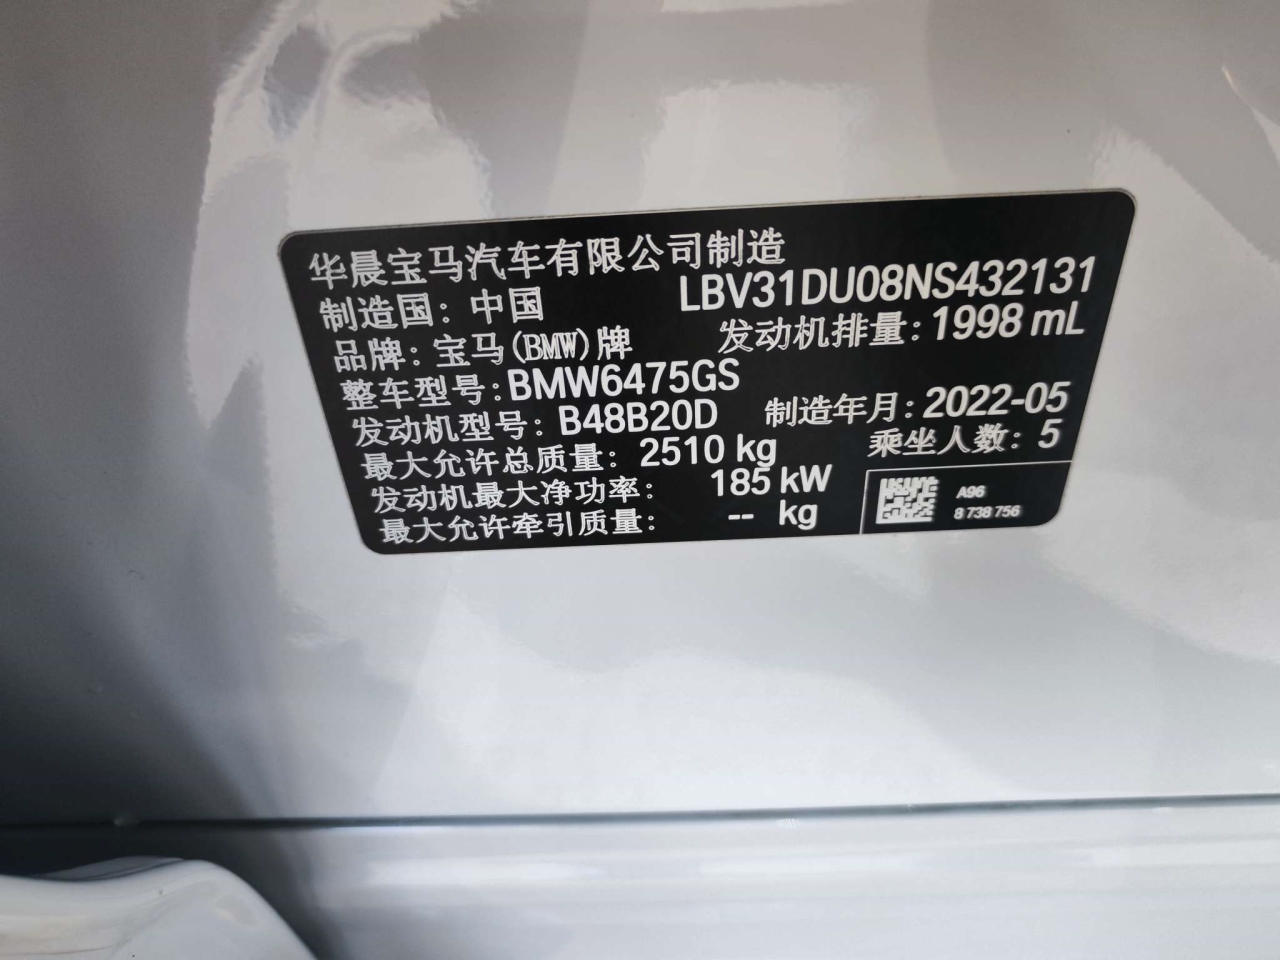 华晨宝马汽车有限公司制造
制造国：中国 LBV31DU08NS432131
品牌：宝马(BMW)牌 发动机排量：1998 mL
整车型号：BMW6475GS
发动机型号：B48B20D 制造年月：2022-05
最大允许总质量：2510 kg 乘坐人数：5
发动机最大净功率：185 kW
最大允许牵引质量：-- kg
A96
8 738 756